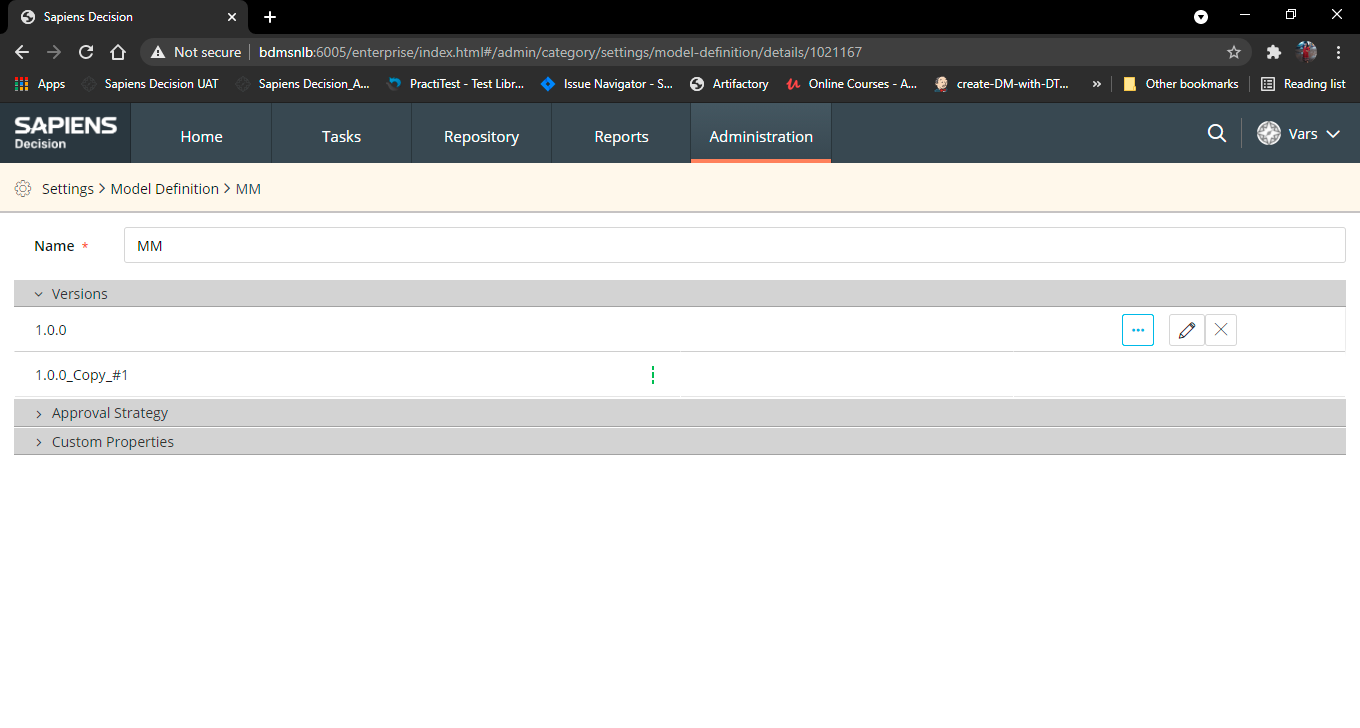 Sapiens Decision
Not secure bdmsnlb:6005/enterprise/index.html#/admin/category/settings/model-definition/details/1021167
Apps Sapiens Decision UAT Sapiens Decision_A... PractiTest - Test Libr... Issue Navigator - S... Artifactory Online Courses - A... create-DM-with-DT... » Other bookmarks Reading list
SAPIENS
Decision
Home Tasks Repository Reports Administration Vars
Settings > Model Definition > MM
Name * MM
Versions
1.0.0
1.0.0_Copy_#1
Approval Strategy
Custom Properties